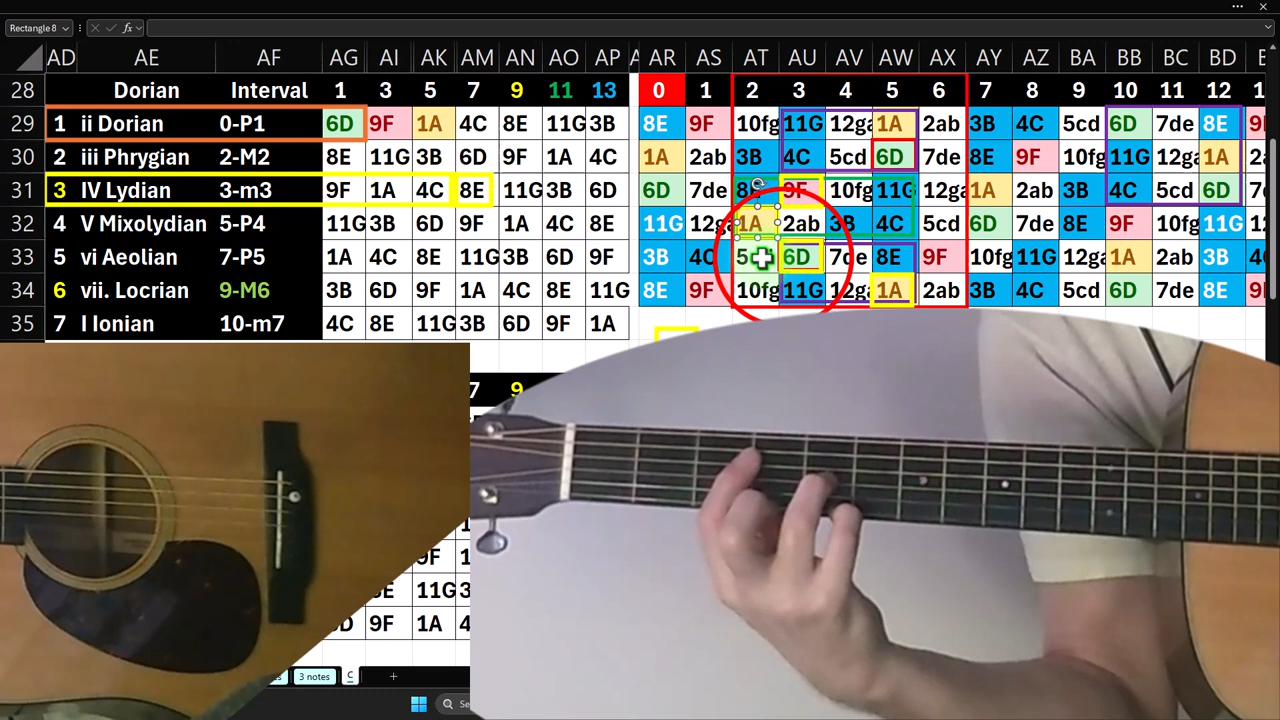 Rectangle 8 fx
AD AE AF AG AI AK AM AN AO AP AR AS AT AU AV AW AX AY AZ BA BB BC BD
28 Dorian Interval 1 3 5 7 9 11 13 0 1 2 3 4 5 6 7 8 9 10 11 12
29 1 ii Dorian 0-P1 6D 9F 1A 4C 8E 11G 3B 8E 9F 10fg 11G 12ga 1A 2ab 3B 4C 5cd 6D 7de 8E
30 2 iii Phrygian 2-M2 8E 11G 3B 6D 9F 1A 4C 1A 2ab 3B 4C 5cd 6D 7de 8E 9F 10fg 11G 12ga 1A
31 3 IV Lydian 3-m3 9F 1A 4C 8E 11G 3B 6D 6D 7de 9F 10fg 11G 12ga 1A 2ab 3B 4C 5cd 6D
32 4 V Mixolydian 5-P4 11G 3B 6D 9F 1A 4C 8E 11G 12ga 1A 2ab 3B 4C 5cd 6D 7de 8E 9F 10fg 11G
33 5 vi Aeolian 7-P5 1A 4C 8E 11G 3B 6D 9F 3B 4C 6D 7de 8E 9F 10fg 11G 12ga 1A 2ab 3B
34 6 vii. Locrian 9-M6 3B 6D 9F 1A 4C 8E 11G 8E 9F 10fg 11G 12ga 1A 2ab 3B 4C 5cd 6D 7de 8E
35 7 I Ionian 10-m7 4C 8E 11G 3B 6D 9F 1A
7 9
9F
11G
9F 1A 4
3 notes C +